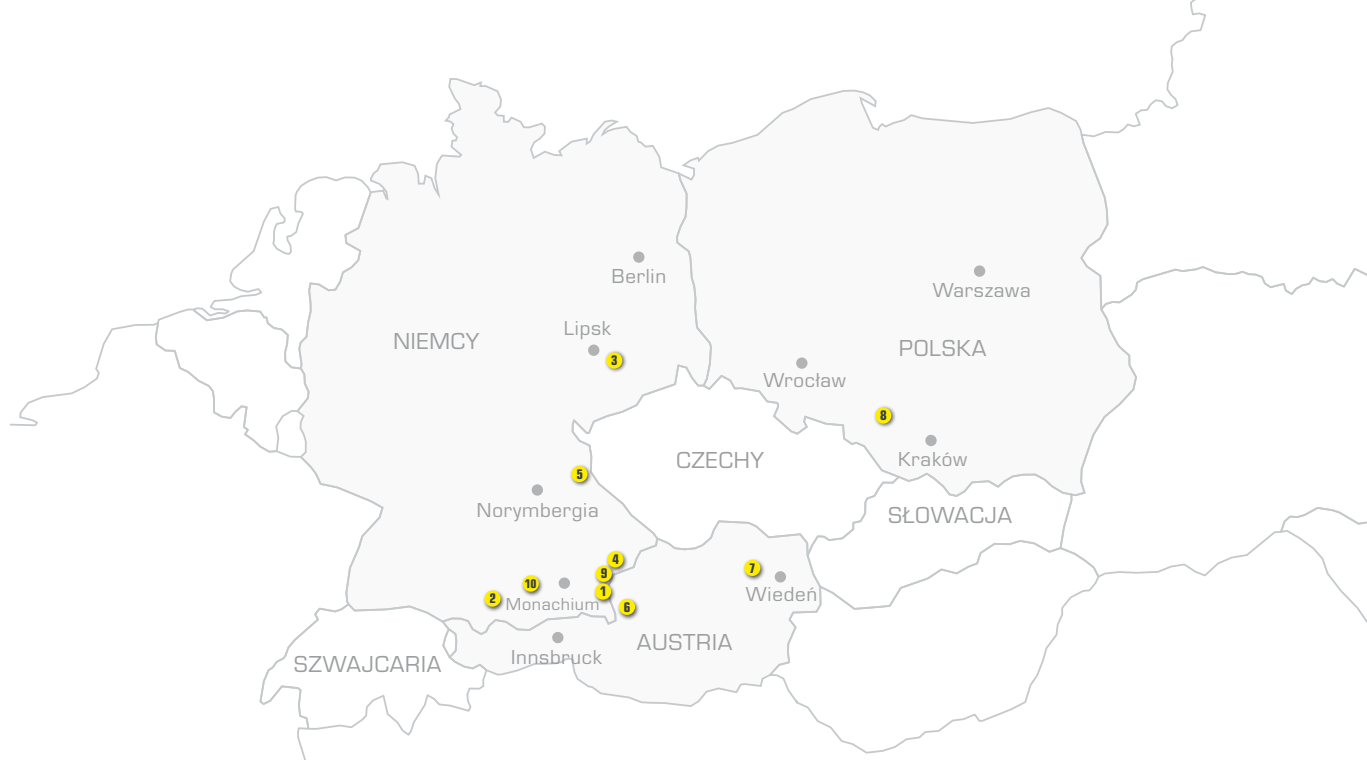 Berlin
Warszawa
Lipsk
NIEMCY
POLSKA
3
Wrocław
8
Kraków
CZECHY
5
Norymbergia
SŁOWACJA
4
7
9
10
1
2
Monachium
6
Wiedeń
AUSTRIA
Innsbruck
SZWAJCARIA